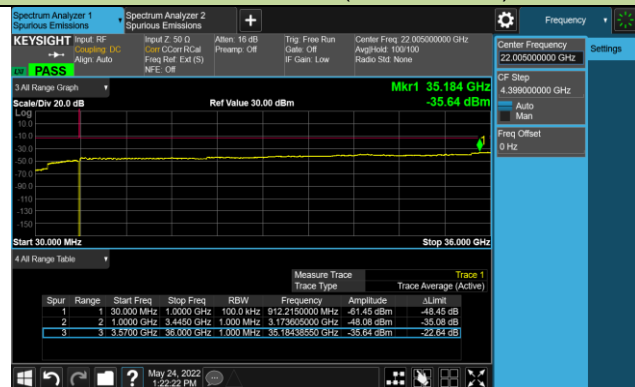 Spectrum Analyzer 1
Spurious Emissions
Spectrum Analyzer 2
Spurious Emissions
Frequency
KEYSIGHT
Input: RF
Coupling: DC
Align: Auto
Input Z: 50 Ω
Corr CCorr RCal
Freq Ref: Ext (S)
NFE: Off
Atten: 16 dB
Preamp: Off
Trig: Free Run
Gate: Off
IF Gain: Low
Center Freq: 22.005000000 GHz
Avg|Hold: 100/100
Radio Std: None
PASS
Center Frequency
22.005000000 GHz
Settings
CF Step
4.399000000 GHz
Auto
Man
Freq Offset
0 Hz
3 All Range Graph
Mkr1 35.184 GHz
Scale/Div 20.0 dB
Ref Value 30.00 dBm
-35.64 dBm
Log
10.0
-10.0
-30.0
-50.0
-70.0
-90.0
-110
-130
-150
1
Start 30.000 MHz
Stop 36.000 GHz
4 All Range Table
Measure Trace Trace 1
Trace Type Trace Average (Active)
Spur Range Start Freq Stop Freq RBW Frequency Amplitude ΔLimit
1 1 30.000 MHz 1.0000 GHz 100.0 kHz 912.2150000 MHz -61.45 dBm -48.45 dB
2 2 1.0000 GHz 3.4450 GHz 1.000 MHz 3.173605000 GHz -48.08 dBm -35.08 dB
3 3 3.5700 GHz 36.000 GHz 1.000 MHz 35.18438550 GHz -35.64 dBm -22.64 dB
May 24, 2022
1:22:22 PM